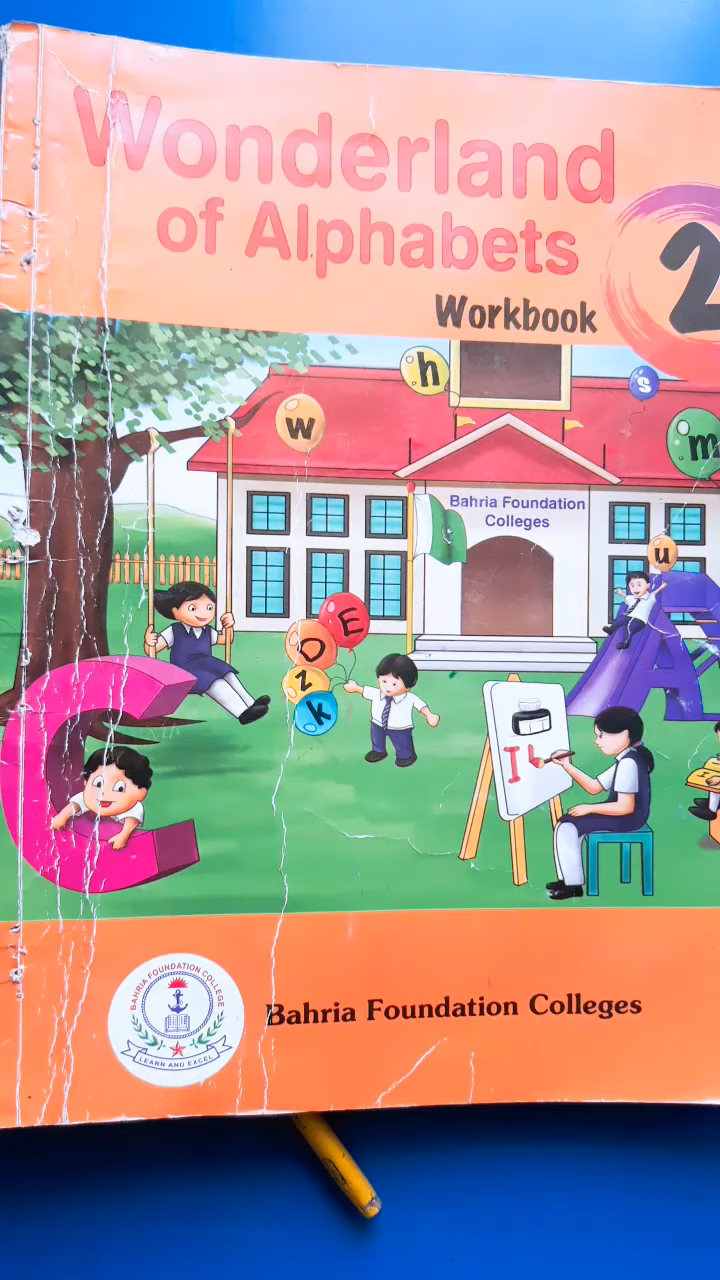 Wonderland
of Alphabets
2
Workbook
h
s
w
m
Bahria Foundation
Colleges
u
E
D
z
k
A
I
C
BAHRIA FOUNDATION COLLEGE
LEARN AND EXCEL
Bahria Foundation Colleges